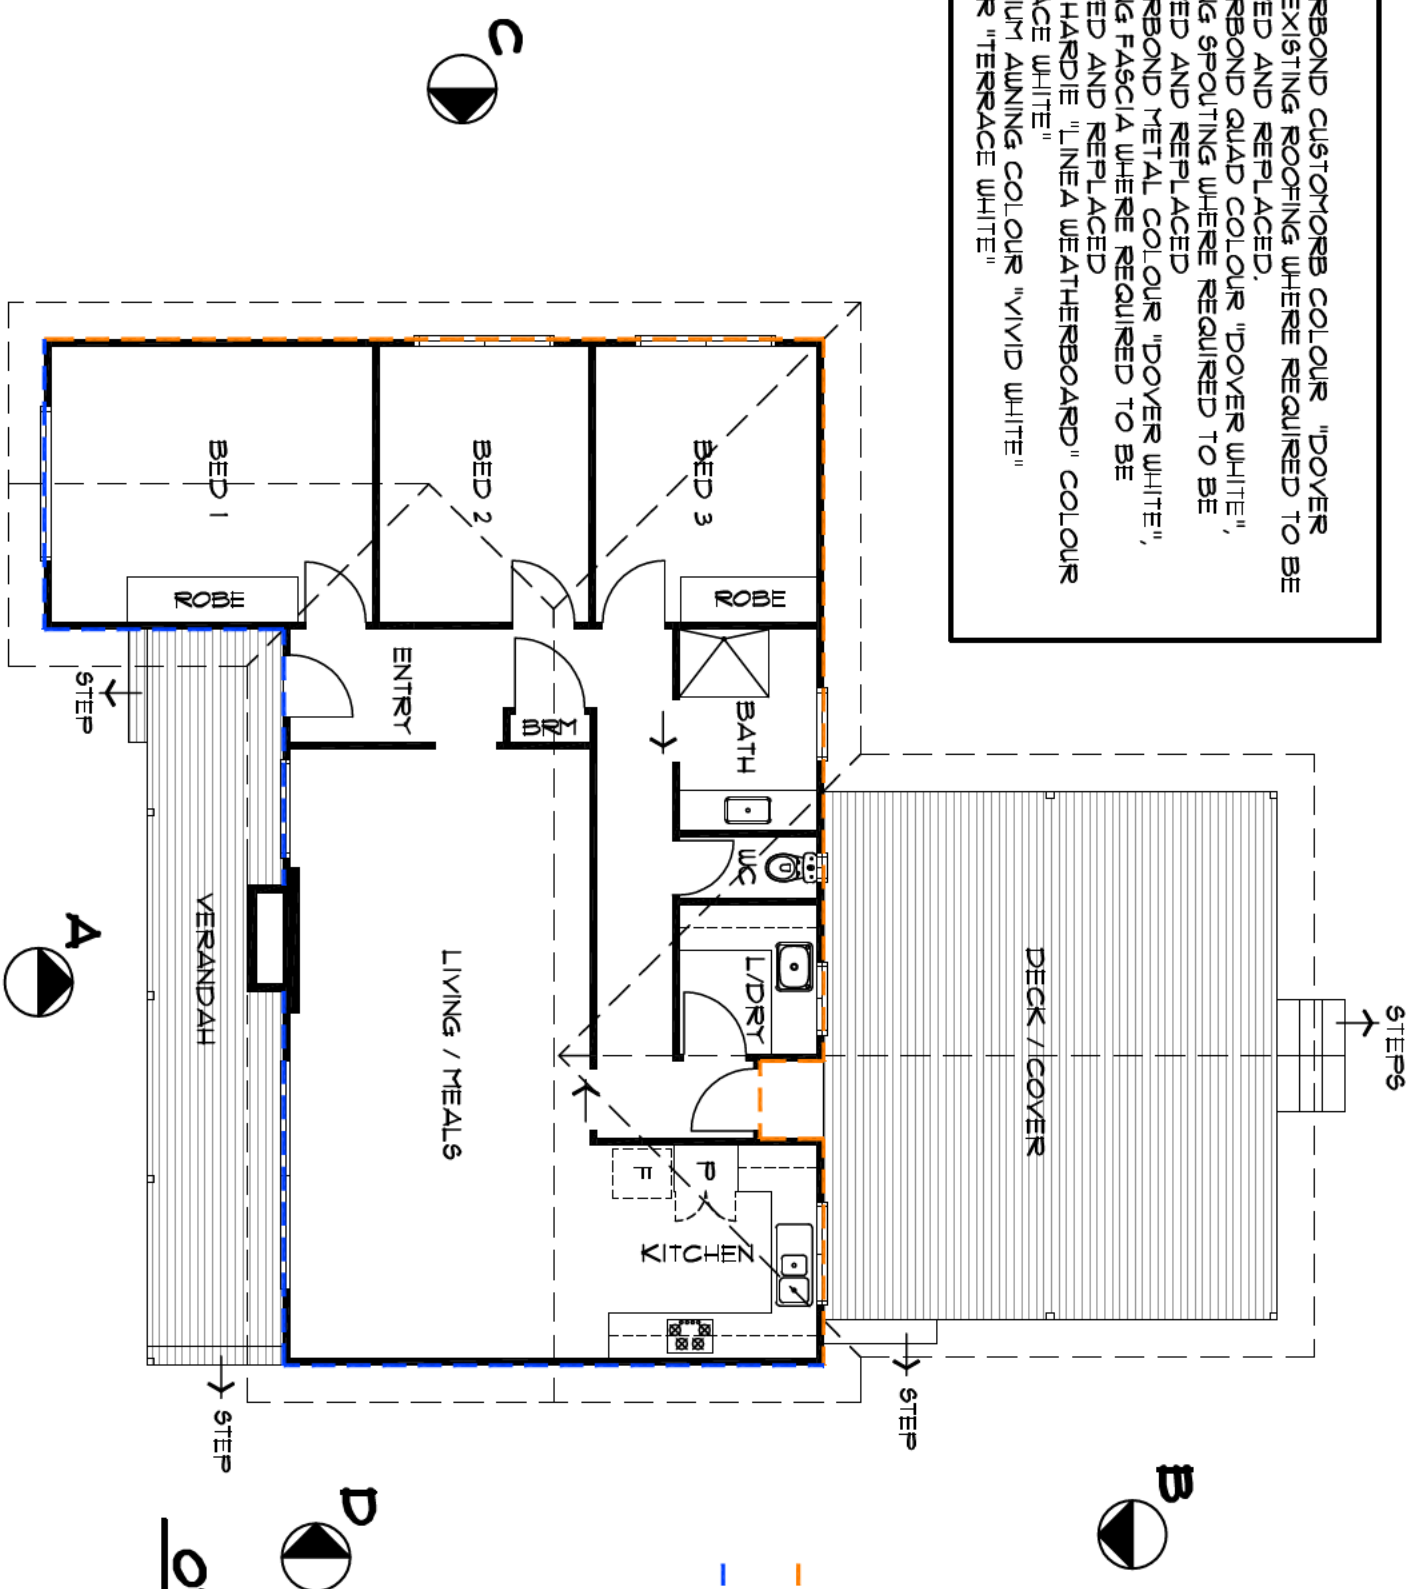 RBOND CUSTOMORB COLOUR "DOVER
EXISTING ROOFING WHERE REQUIRED TO BE
ED AND REPLACED.
RBOND QUAD COLOUR "DOVER WHITE",
G SPOUTING WHERE REQUIRED TO BE
ED AND REPLACED
RBOND METAL COLOUR "DOVER WHITE",
G FASCIA WHERE REQUIRED TO BE
ED AND REPLACED
HARDIE "LINEA WEATHERBOARD" COLOUR
ACE WHITE"
IUM AWNING COLOUR "VIVID WHITE"
R "TERRACE WHITE"
C
BED 1
BED 2
BED 3
ROBE
ROBE
STEP
ENTRY
BRM
BATH
WC
L/DRY
VERANDAH
LIVING / MEALS
DECK / COVER
STEPS
F
P
KITCHEN
STEP
STEP
A
B
D